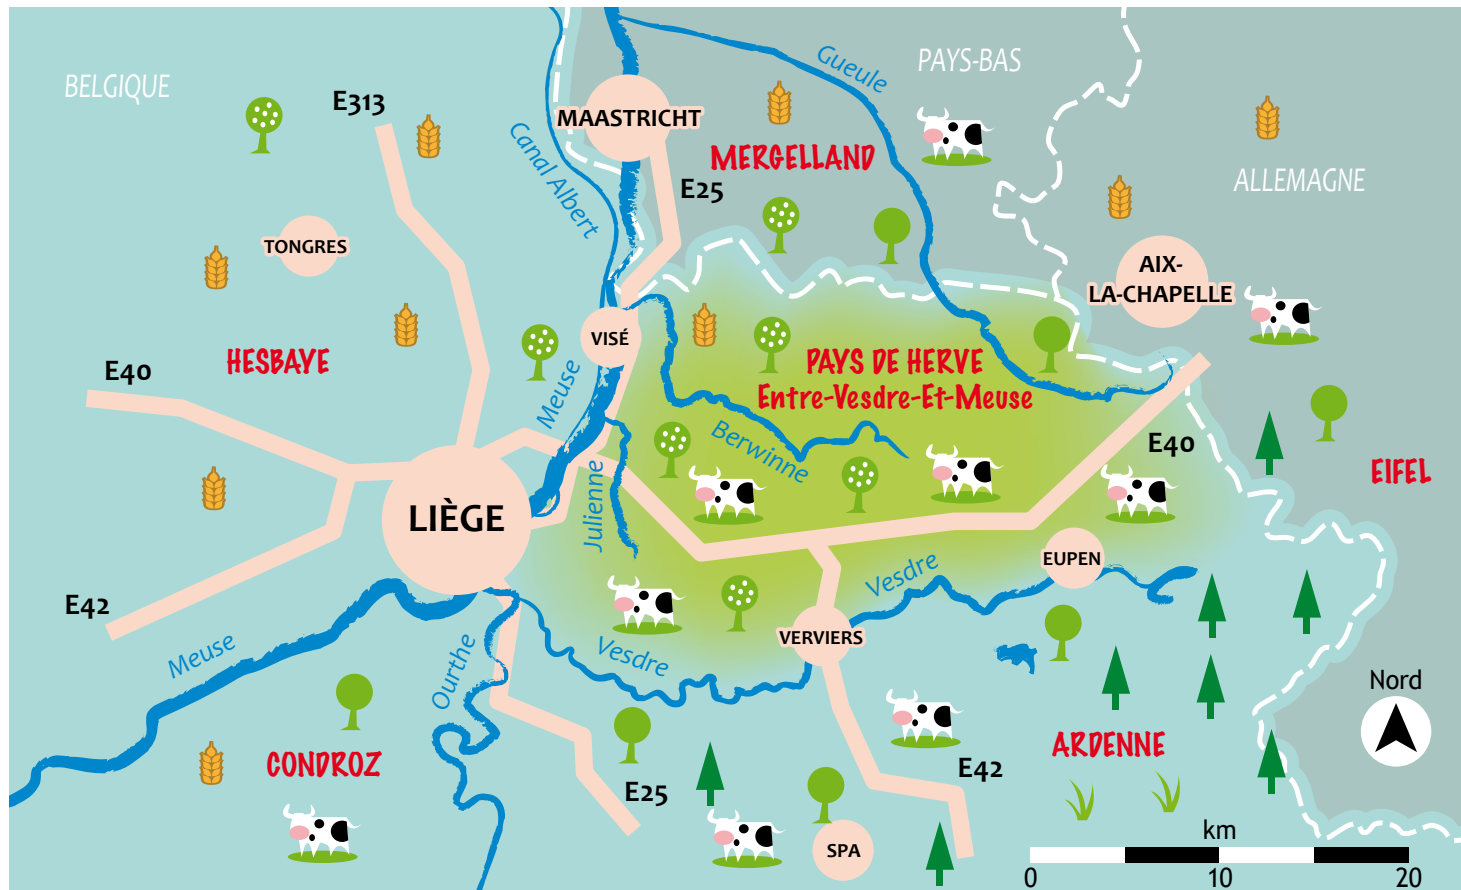 BELGIQUE
E313
MAASTRICHT
Canal Albert
Gueule
PAYS-BAS
MERGELLAND
E25
ALLEMAGNE
TONGRES
AIX-
LA-CHAPELLE
VISÉ
HESBAYE
E40
Meuse
PAYS DE HERVE
Entre-Vesdre-Et-Meuse
Berwinne
E40
EIFEL
LIÈGE
Julienne
EUPEN
Vesdre
E42
Meuse
Ourthe
Vesdre
VERVIERS
Nord
CONDROZ
E25
E42
ARDENNE
SPA
km
0 10 20